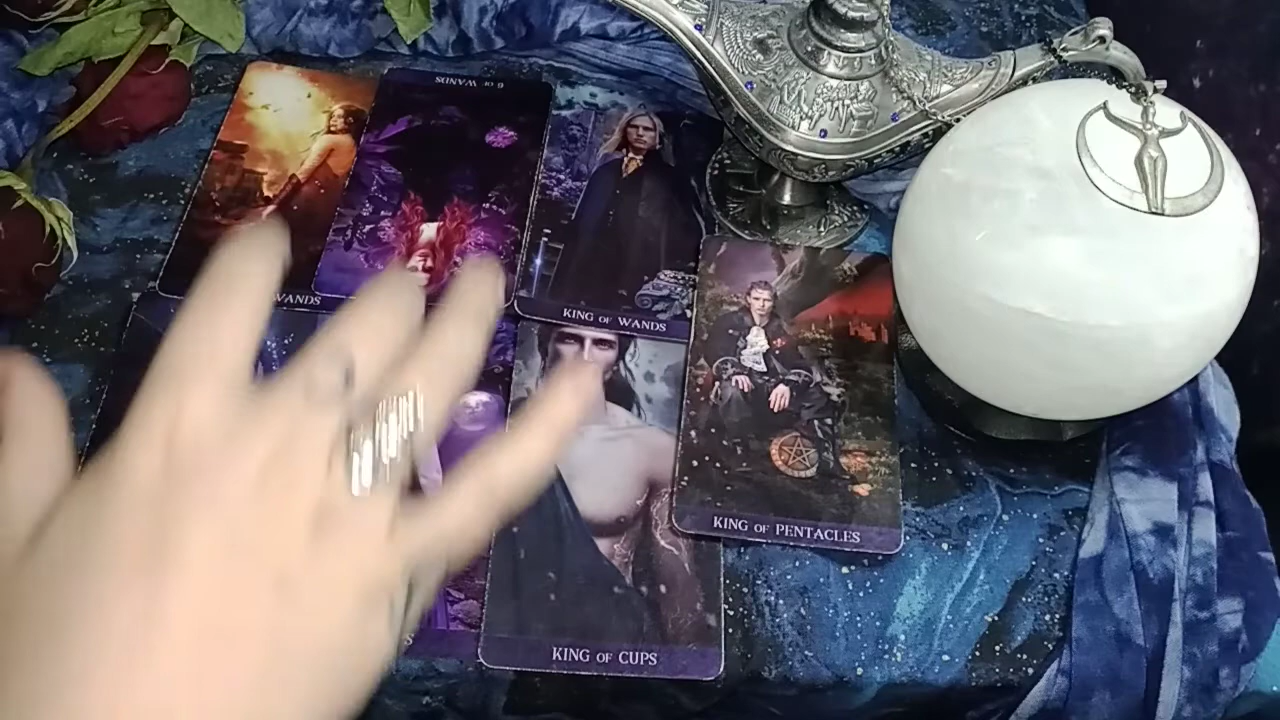 6 OF WANDS
WANDS
KING OF WANDS
KING OF PENTACLES
KING OF CUPS